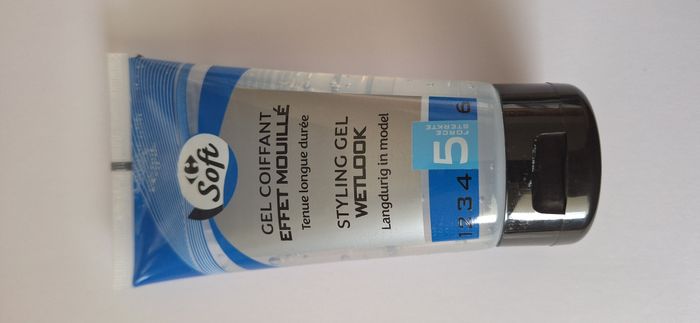 Soft
GEL COIFFANT
EFFET MOUILLÉ
Tenue longue durée
STYLING GEL
WETLOOK
Langdurig in model
1 2 3 4 5 6
FORCE
STERKTE